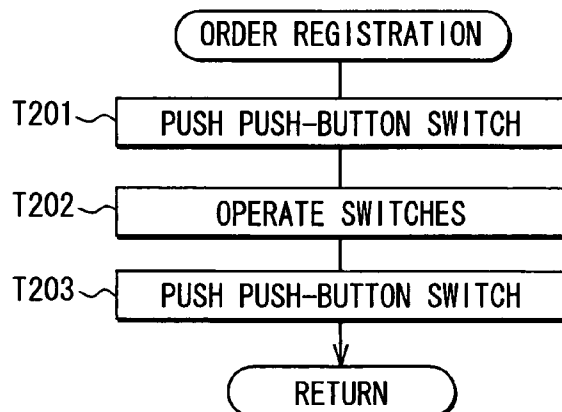 ORDER REGISTRATION
T201 PUSH PUSH-BUTTON SWITCH
T202 OPERATE SWITCHES
T203 PUSH PUSH-BUTTON SWITCH
RETURN